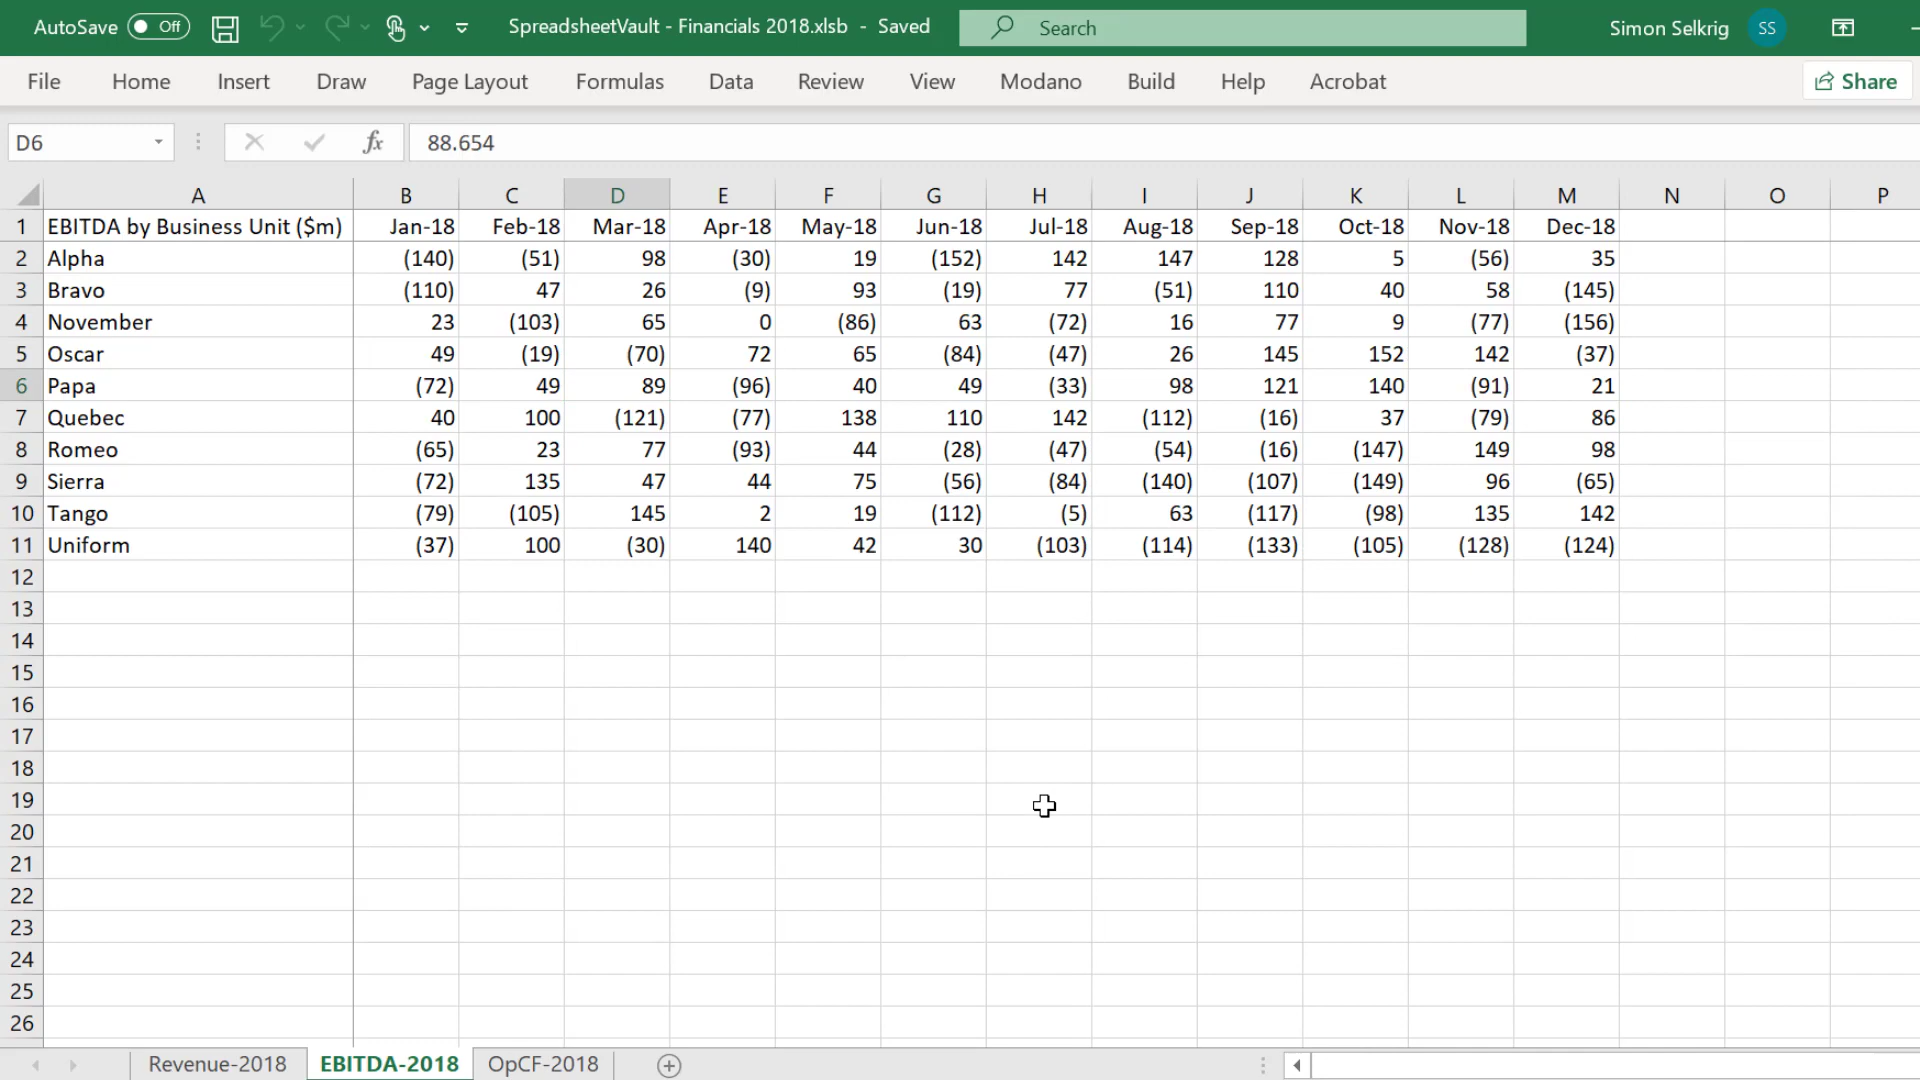 AutoSave Off SpreadsheetVault - Financials 2018.xlsb - Saved Search Simon Selkrig SS
File Home Insert Draw Page Layout Formulas Data Review View Modano Build Help Acrobat Share
D6 fx 88.654
A B C D E F G H I J K L M N O P
1 EBITDA by Business Unit ($m) Jan-18 Feb-18 Mar-18 Apr-18 May-18 Jun-18 Jul-18 Aug-18 Sep-18 Oct-18 Nov-18 Dec-18
2 Alpha (140) (51) 98 (30) 19 (152) 142 147 128 5 (56) 35
3 Bravo (110) 47 26 (9) 93 (19) 77 (51) 110 40 58 (145)
4 November 23 (103) 65 0 (86) 63 (72) 16 77 9 (77) (156)
5 Oscar 49 (19) (70) 72 65 (84) (47) 26 145 152 142 (37)
6 Papa (72) 49 89 (96) 40 49 (33) 98 121 140 (91) 21
7 Quebec 40 100 (121) (77) 138 110 142 (112) (16) 37 (79) 86
8 Romeo (65) 23 77 (93) 44 (28) (47) (54) (16) (147) 149 98
9 Sierra (72) 135 47 44 75 (56) (84) (140) (107) (149) 96 (65)
10 Tango (79) (105) 145 2 19 (112) (5) 63 (117) (98) 135 142
11 Uniform (37) 100 (30) 140 42 30 (103) (114) (133) (105) (128) (124)
12
13
14
15
16
17
18
19
20
21
22
23
24
25
26
Revenue-2018 EBITDA-2018 OpCF-2018